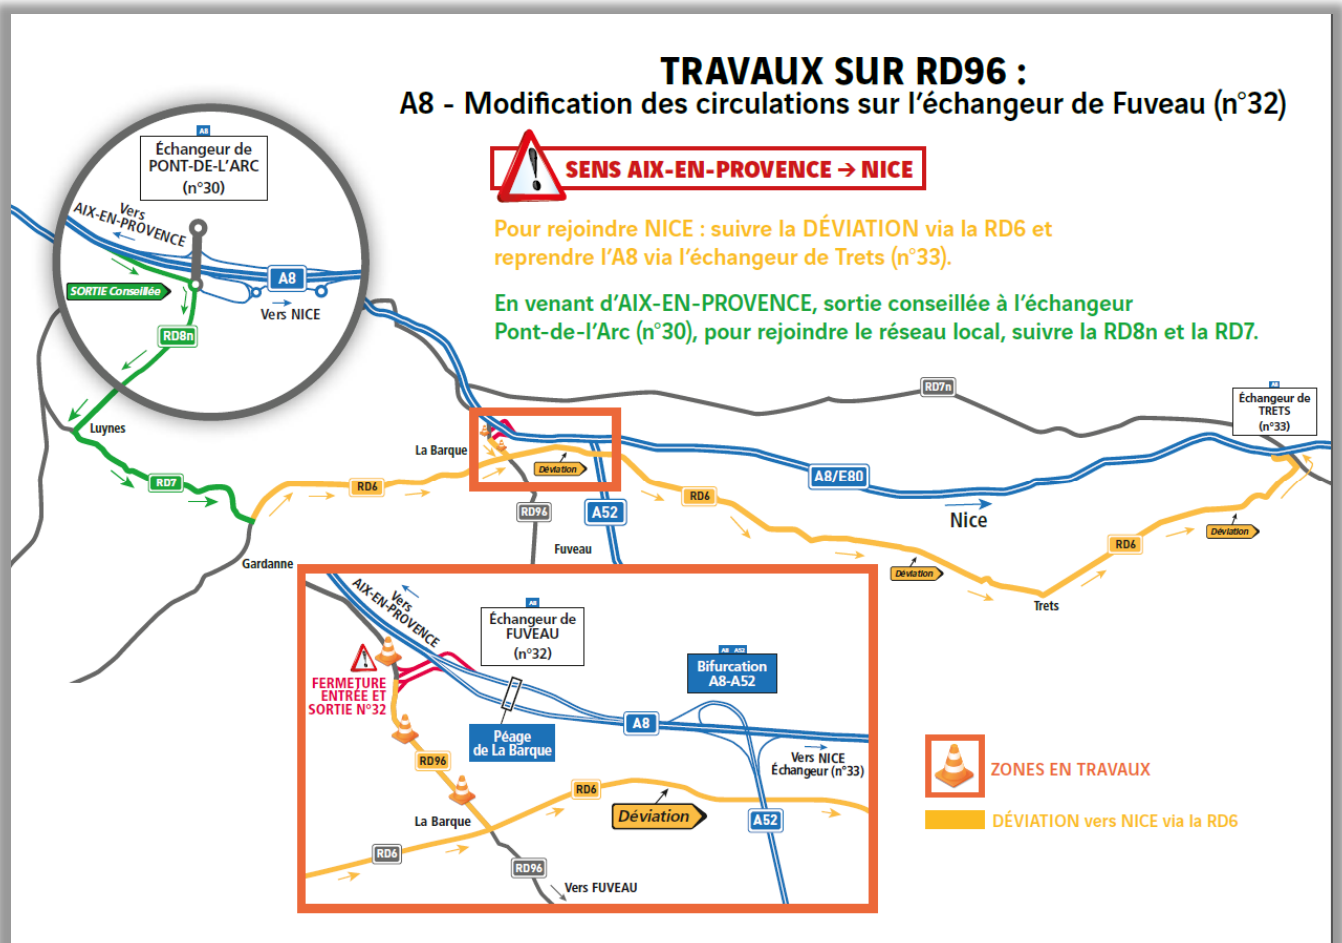 TRAVAUX SUR RD96 :
A8 - Modification des circulations sur l'échangeur de Fuveau (n°32)
SENS AIX-EN-PROVENCE → NICE
Pour rejoindre NICE : suivre la DÉVIATION via la RD6 et
reprendre l'A8 via l'échangeur de Trets (n°33).
En venant d'AIX-EN-PROVENCE, sortie conseillée à l'échangeur
Pont-de-l'Arc (n°30), pour rejoindre le réseau local, suivre la RD8n et la RD7.
A8
Échangeur de
PONT-DE-L'ARC
(n°30)
Vers
AIX-EN-PROVENCE
A8
SORTIE Conseillée
Vers NICE
RD8n
Luynes
RD7
RD6
Gardanne
La Barque
Déviation
RD96
A52
Fuveau
RD7n
A8
Échangeur de
TRETS
(n°33)
A8/E80
Nice
RD6
Déviation
RD6
Déviation
Trets
Vers
AIX-EN-PROVENCE
A8
Échangeur de
FUVEAU
(n°32)
FERMETURE
ENTRÉE ET
SORTIE N°32
A8 A52
Bifurcation
A8-A52
A8
Péage
de La Barque
Vers NICE
Échangeur (n°33)
RD96
RD6
Déviation
La Barque
A52
RD6
RD96
Vers FUVEAU
ZONES EN TRAVAUX
DÉVIATION vers NICE via la RD6